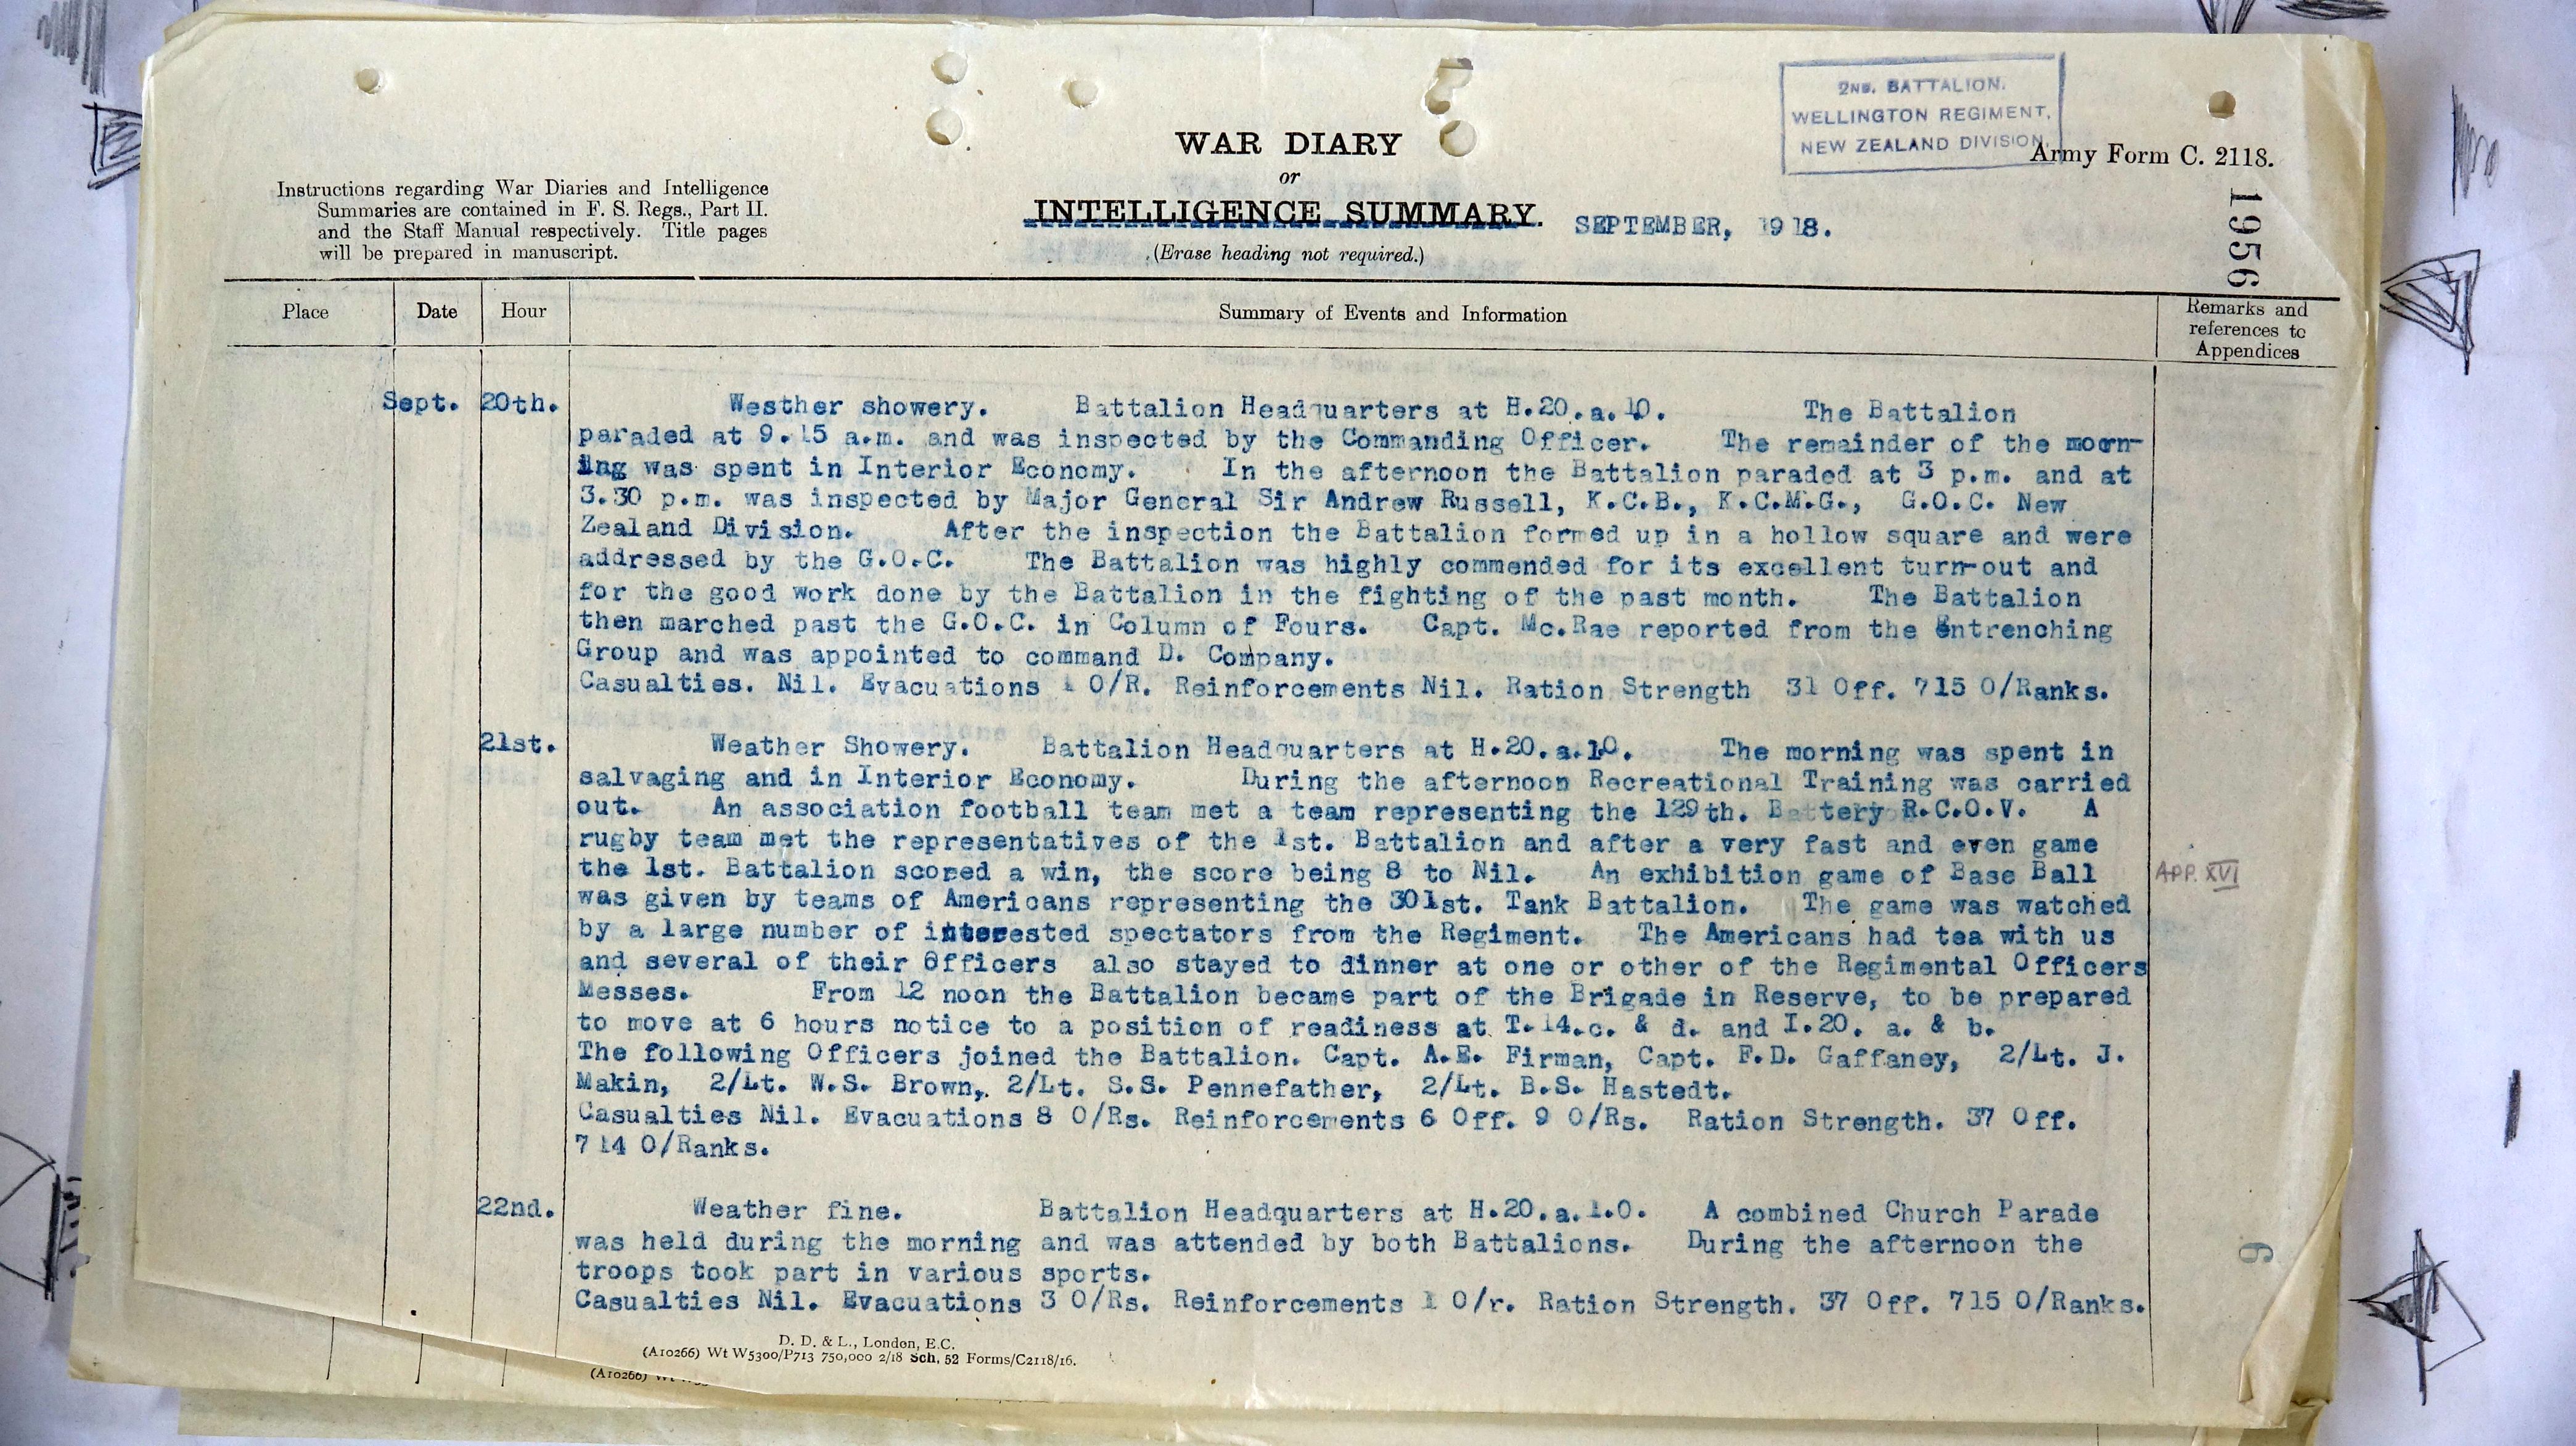 2ND. BATTALION.
WELLINGTON REGIMENT,
NEW ZEALAND DIVISION.
Army Form C. 2118.
1956
WAR DIARY
or
INTELLIGENCE SUMMARY.
SEPTEMBER, 1918.
(Erase heading not required.)
Instructions regarding War Diaries and Intelligence
Summaries are contained in F. S. Regs., Part II.
and the Staff Manual respectively. Title pages
will be prepared in manuscript.
Place Date Hour Summary of Events and Information Remarks and
references to
Appendices
Sept. 20th. Westher showery. Battalion Headquarters at H.20.a.10. The Battalion
paraded at 9.15 a.m. and was inspected by the Commanding Officer. The remainder of the moorn-
ing was spent in Interior Economy. In the afternoon the Battalion paraded at 3 p.m. and at
3.30 p.m. was inspected by Major General Sir Andrew Russell, K.C.B., K.C.M.G., G.O.C. New
Zealand Division. After the inspection the Battalion formed up in a hollow square and were
addressed by the G.O.C. The Battalion was highly commended for its excellent turn-out and
for the good work done by the Battalion in the fighting of the past month. The Battalion
then marched past the G.O.C. in Column of Fours. Capt. Mc.Rae reported from the Entrenching
Group and was appointed to command D. Company.
Casualties. Nil. Evacuations 1 O/R. Reinforcements Nil. Ration Strength 31 Off. 715 O/Ranks.
21st. Weather Showery. Battalion Headquarters at H.20.a.10. The morning was spent in
salvaging and in Interior Economy. During the afternoon Recreational Training was carried
out. An association football team met a team representing the 129th. Battery R.C.O.V. A
rugby team met the representatives of the 1st. Battalion and after a very fast and even game
the 1st. Battalion scored a win, the score being 8 to Nil. An exhibition game of Base Ball
APP. XVI
was given by teams of Americans representing the 301st. Tank Battalion. The game was watched
by a large number of interested spectators from the Regiment. The Americans had tea with us
and several of their Officers also stayed to dinner at one or other of the Regimental Officers
Messes. From 12 noon the Battalion became part of the Brigade in Reserve, to be prepared
to move at 6 hours notice to a position of readiness at T.14.c. & d. and I.20. a. & b.
The following Officers joined the Battalion. Capt. A.E. Firman, Capt. F.D. Gaffaney, 2/Lt. J.
Makin, 2/Lt. W.S. Brown, 2/Lt. S.S. Pennefather, 2/Lt. B.S. Hastedt.
Casualties Nil. Evacuations 8 O/Rs. Reinforcements 6 Off. 9 O/Rs. Ration Strength. 37 Off.
714 O/Ranks.
22nd. Weather fine. Battalion Headquarters at H.20.a.1.0. A combined Church Parade
was held during the morning and was attended by both Battalions. During the afternoon the
troops took part in various sports.
Casualties Nil. Evacuations 3 O/Rs. Reinforcements 1 O/r. Ration Strength. 37 Off. 715 O/Ranks.
D. D. & L., London, E.C.
(A10266) Wt W5300/P713 750,000 2/18 Sch. 52 Forms/C2118/16.
(A10266)